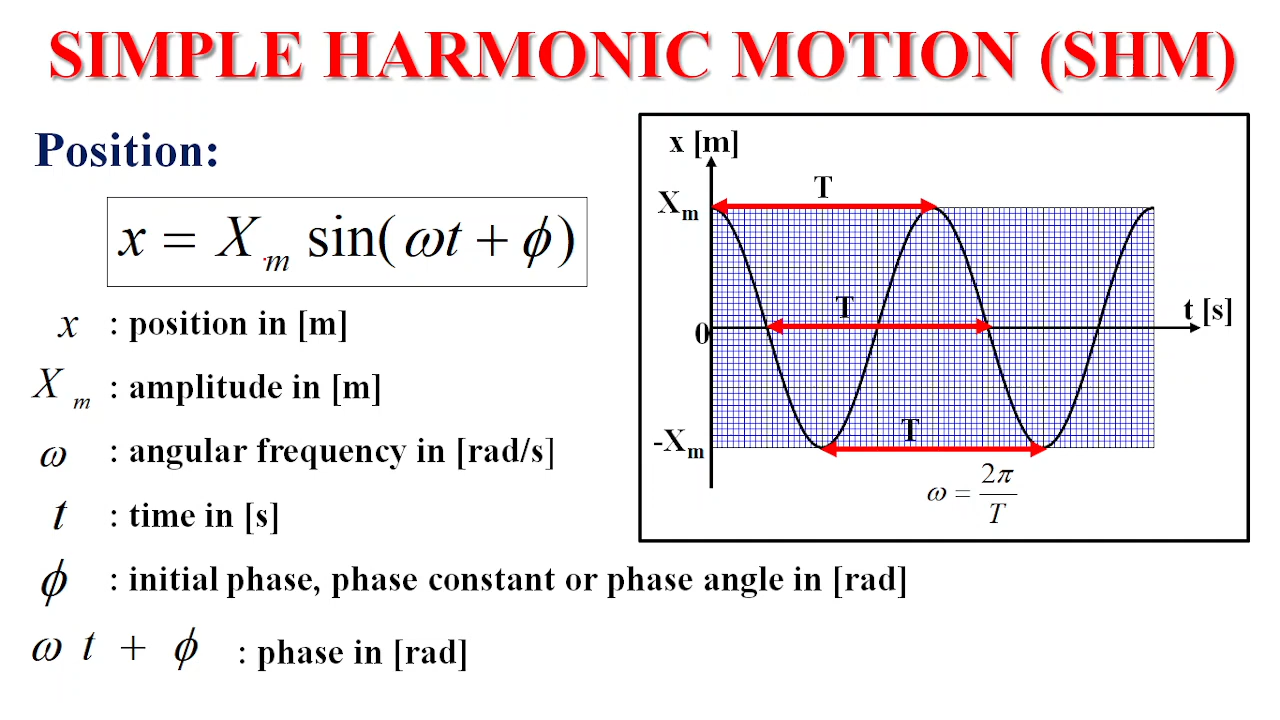 SIMPLE HARMONIC MOTION (SHM)
Position:
x = Xₘ sin(ωt + ϕ)
x : position in [m]
Xₘ : amplitude in [m]
ω : angular frequency in [rad/s]
t : time in [s]
ϕ : initial phase, phase constant or phase angle in [rad]
ω t + ϕ : phase in [rad]
x [m]
T
Xₘ
T
t [s]
0
T
-Xₘ
ω = 2π/T